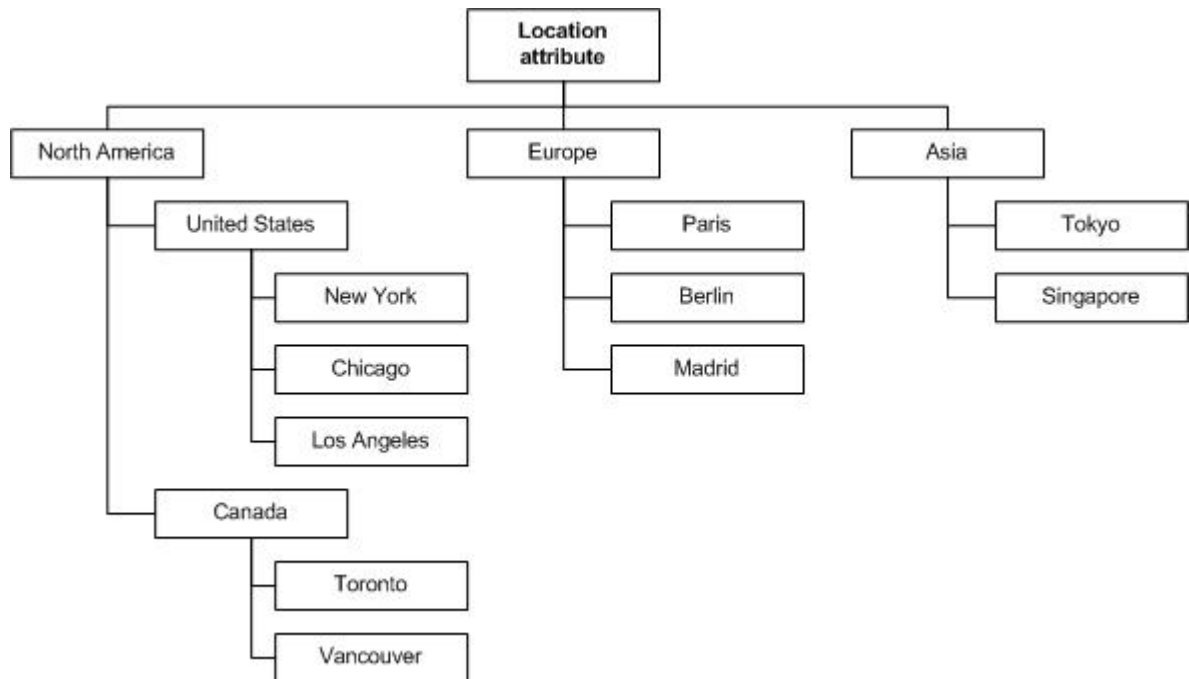 Location
attribute
North America
Europe
Asia
United States
Paris
Tokyo
New York
Berlin
Singapore
Chicago
Madrid
Los Angeles
Canada
Toronto
Vancouver